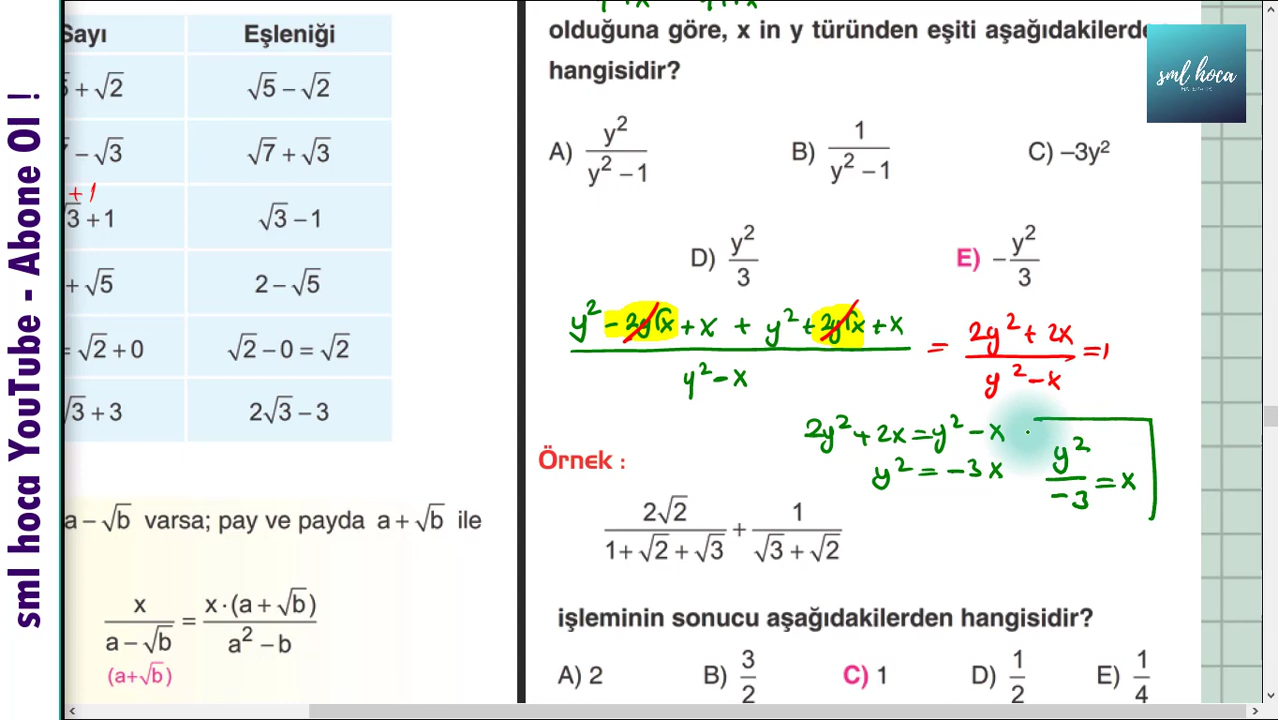 sml hoca YouTube - Abone Ol !
Sayı Eşleniği
+ √2 √5 – √2
– √3 √7 + √3
+ 1
√3 + 1 √3 – 1
+ √5 2 – √5
= √2 + 0 √2 – 0 = √2
√3 + 3 2√3 – 3
a – √b varsa; pay ve payda a + √b ile
x/(a – √b) = x·(a + √b)/(a² – b)
(a+√b)
olduğuna göre, x in y türünden eşiti aşağıdakilerden
hangisidir?
sml hoca
A) y²/(y² – 1) B) 1/(y² – 1) C) –3y²
D) y²/3 E) –y²/3
(y² – 2y√x + x + y² + 2y√x + x)/(y² – x) = (2y² + 2x)/(y² – x) = 1
2y² + 2x = y² – x
y² = –3x
y²/–3 = x
Örnek :
2√2/(1 + √2 + √3) + 1/(√3 + √2)
işleminin sonucu aşağıdakilerden hangisidir?
A) 2 B) 3/2 C) 1 D) 1/2 E) 1/4